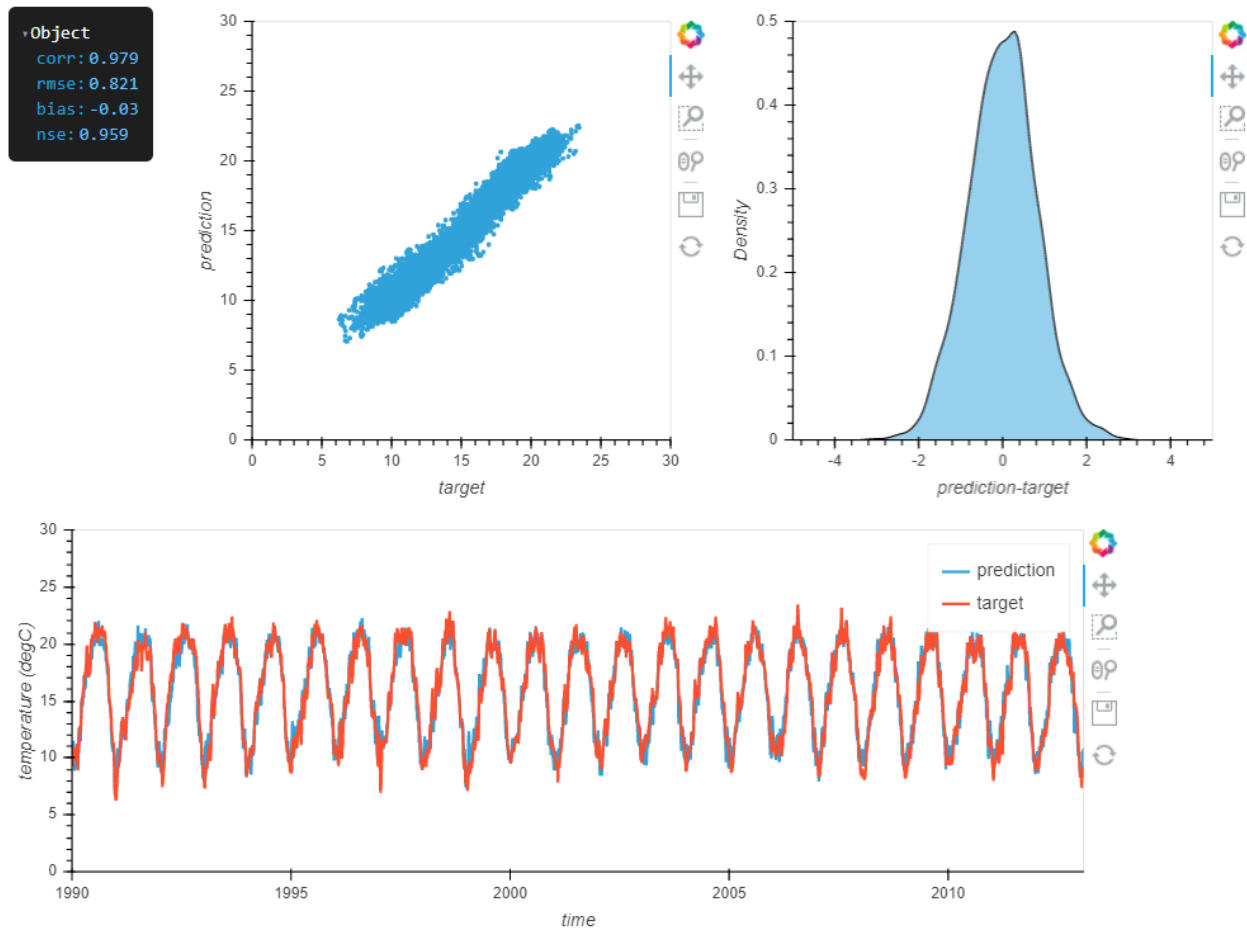 ▾Object
corr: 0.979
rmse: 0.821
bias: -0.03
nse: 0.959
30
25
20
15
10
5
0
prediction
0 5 10 15 20 25 30
target
0.5
0.4
0.3
0.2
0.1
0
Density
-4 -2 0 2 4
prediction-target
30
25
20
15
10
5
0
temperature (degC)
prediction
target
1990 1995 2000 2005 2010
time